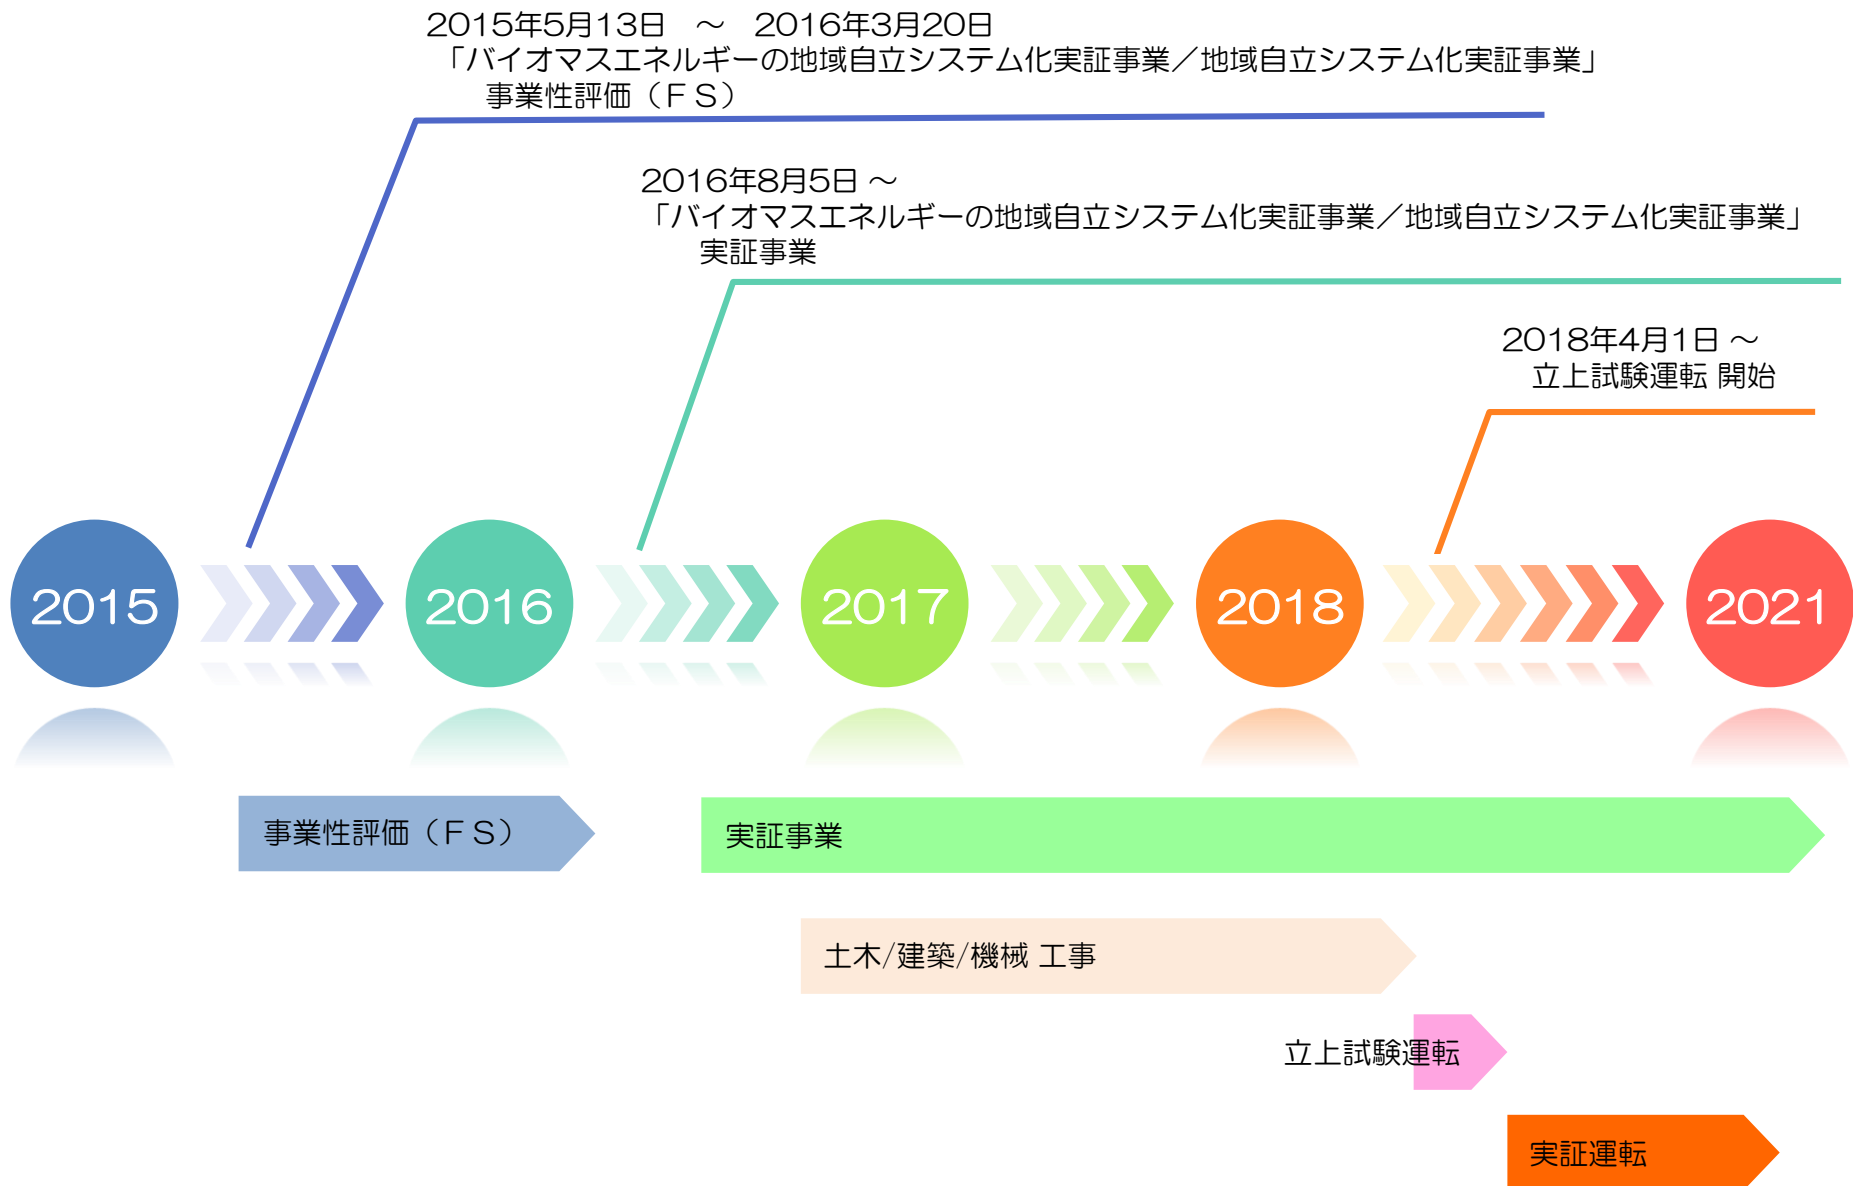 2015年5月13日　～　2016年3月20日
「バイオマスエネルギーの地域自立システム化実証事業／地域自立システム化実証事業」
事業性評価（ＦＳ）
2016年8月5日 ～
「バイオマスエネルギーの地域自立システム化実証事業／地域自立システム化実証事業」
実証事業
2018年4月1日 ～
立上試験運転 開始
2015
2016
2017
2018
2021
事業性評価（ＦＳ）
実証事業
土木/建築/機械 工事
立上試験運転
実証運転